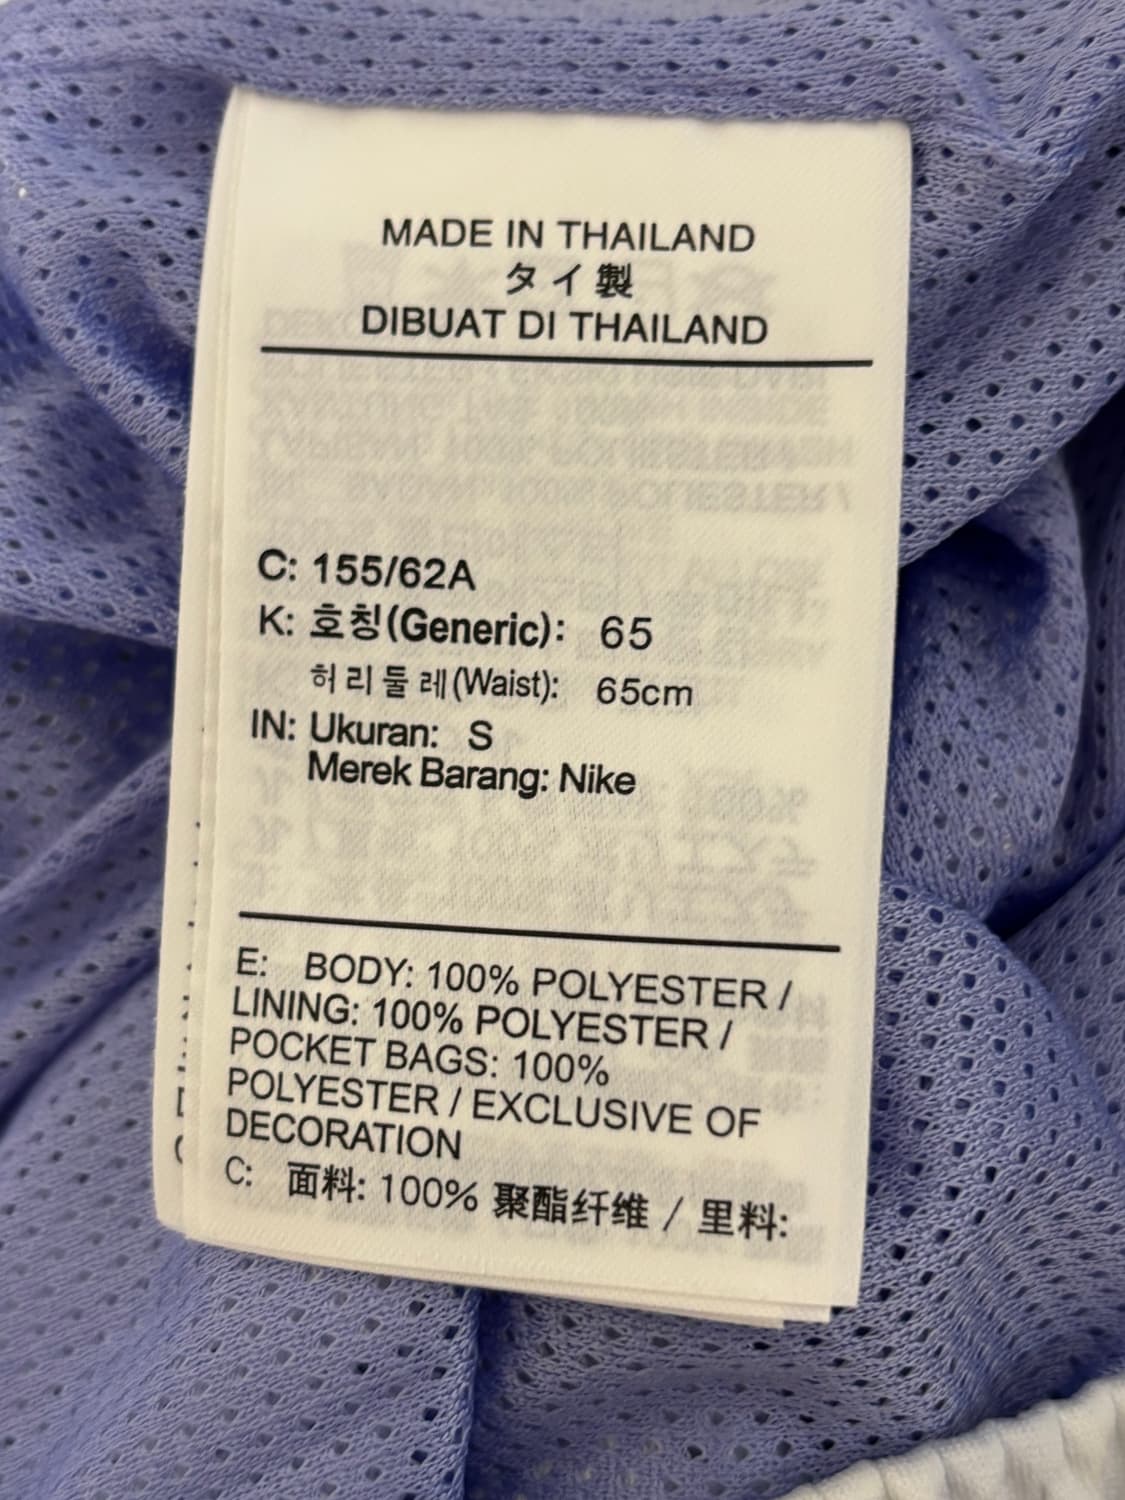 MADE IN THAILAND
タイ製
DIBUAT DI THAILAND
C: 155/62A
K: 호칭(Generic): 65
허리둘레(Waist): 65cm
IN: Ukuran: S
Merek Barang: Nike
E: BODY: 100% POLYESTER /
LINING: 100% POLYESTER /
POCKET BAGS: 100%
POLYESTER / EXCLUSIVE OF
DECORATION
C: 面料: 100% 聚酯纤维 / 里料: